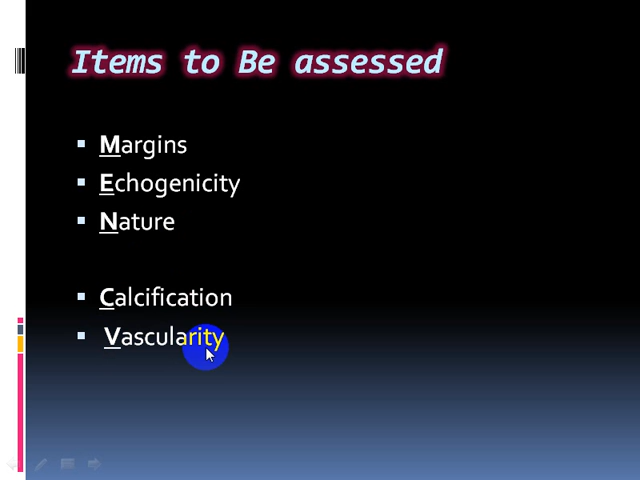 Items to Be assessed
Margins
Echogenicity
Nature
Calcification
Vascularity